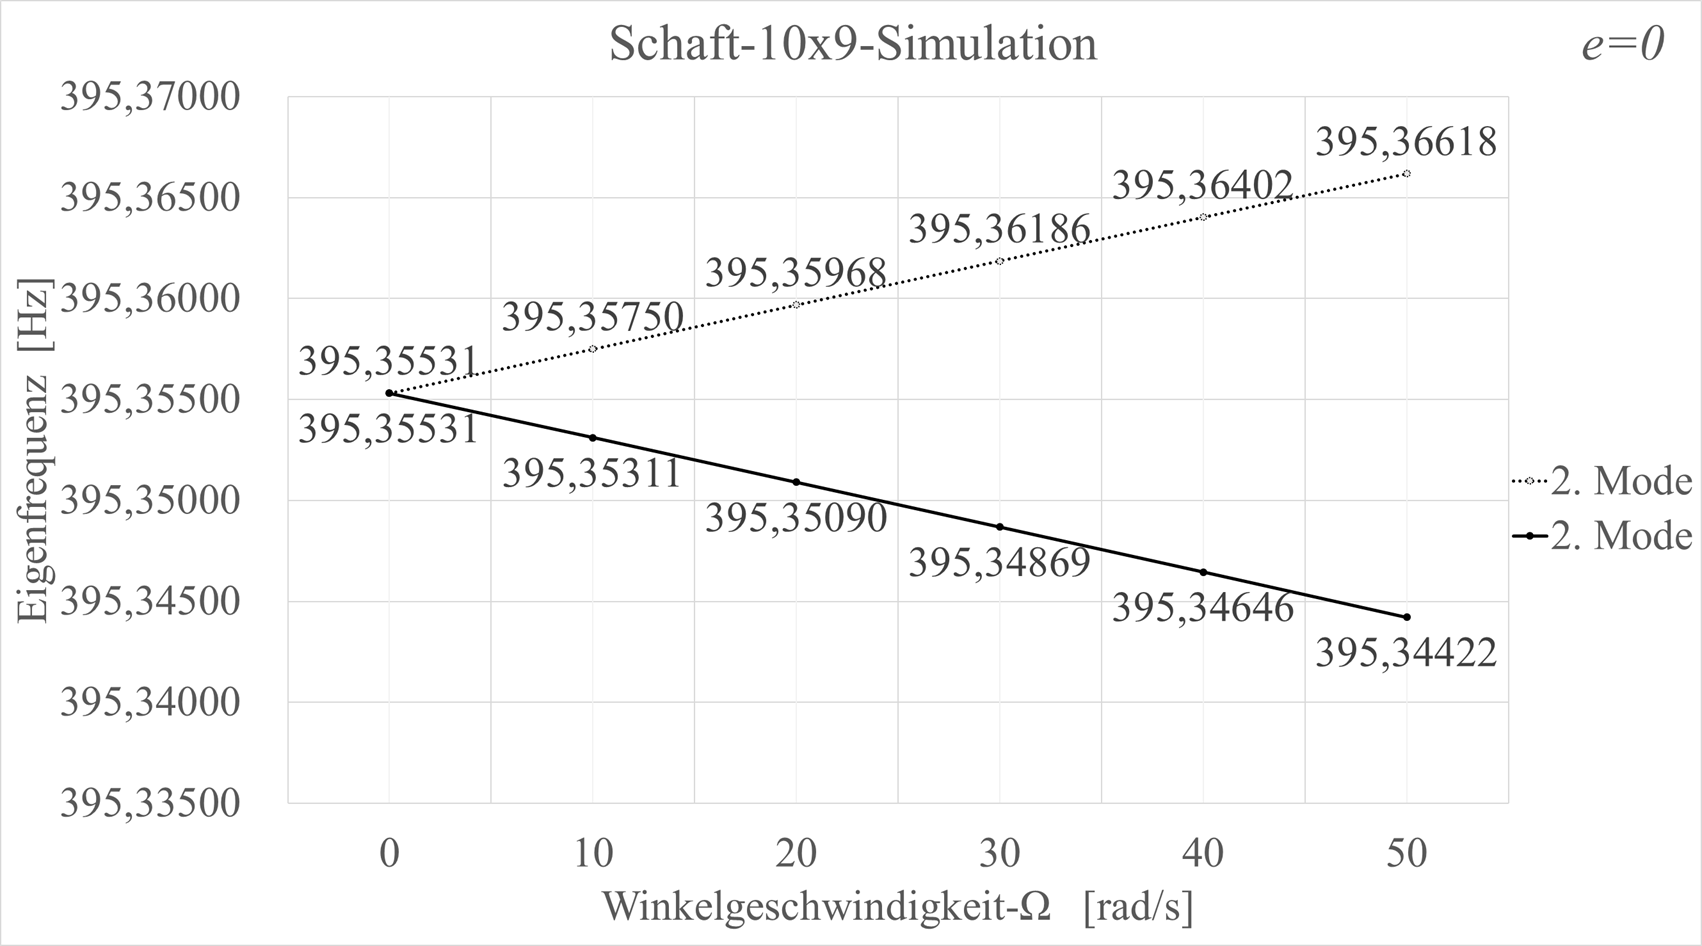 Schaft-10x9-Simulation
e=0
Eigenfrequenz [Hz]
395,37000
395,36500
395,36000
395,35500
395,35000
395,34500
395,34000
395,33500
395,35531
395,35750
395,35968
395,36186
395,36402
395,36618
395,35531
395,35311
395,35090
395,34869
395,34646
395,34422
2. Mode
2. Mode
0 10 20 30 40 50
Winkelgeschwindigkeit-Ω [rad/s]